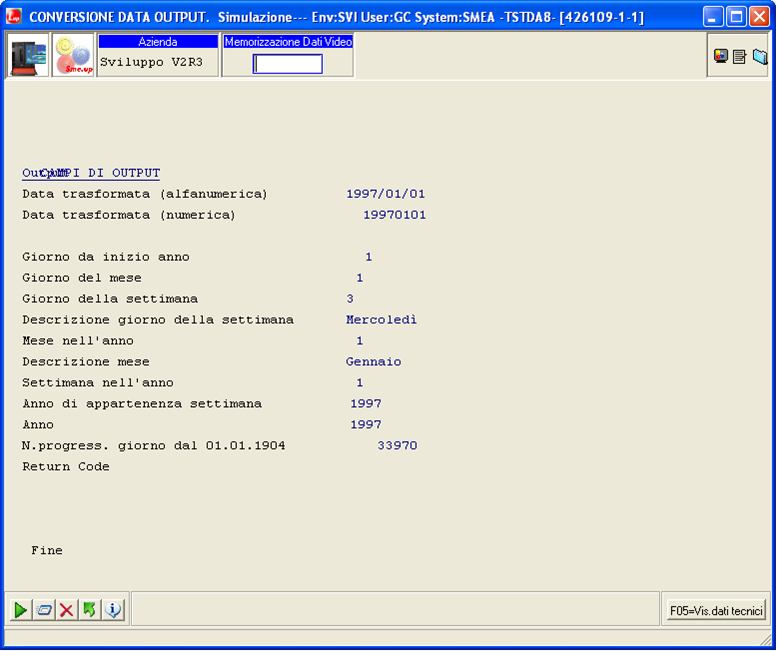 CONVERSIONE DATA OUTPUT. Simulazione--- Env:SVI User:GC System:SMEA -TSTDA8- [426109-1-1]
Azienda
Memorizzazione Dati Video
Sme.up
Sviluppo V2R3
CAMPI DI OUTPUT
Data trasformata (alfanumerica) 1997/01/01
Data trasformata (numerica) 19970101
Giorno da inizio anno 1
Giorno del mese 1
Giorno della settimana 3
Descrizione giorno della settimana Mercoledì
Mese nell'anno 1
Descrizione mese Gennaio
Settimana nell'anno 1
Anno di appartenenza settimana 1997
Anno 1997
N.progress. giorno dal 01.01.1904 33970
Return Code
Fine
F05=Vis.dati tecnici